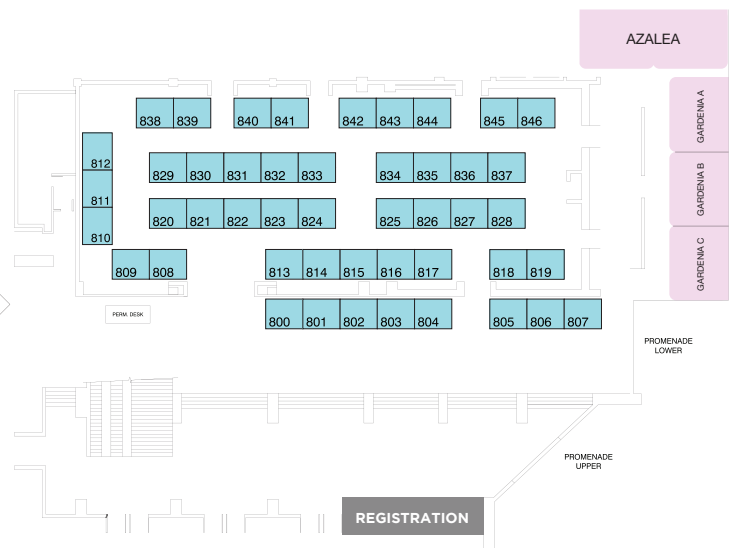 AZALEA
GARDENIA A
838 839 840 841 842 843 844 845 846
812
829 830 831 832 833 834 835 836 837
GARDENIA B
811
820 821 822 823 824 825 826 827 828
810
GARDENIA C
809 808 813 814 815 816 817 818 819
PERM. DESK
800 801 802 803 804 805 806 807
PROMENADE
LOWER
PROMENADE
UPPER
REGISTRATION